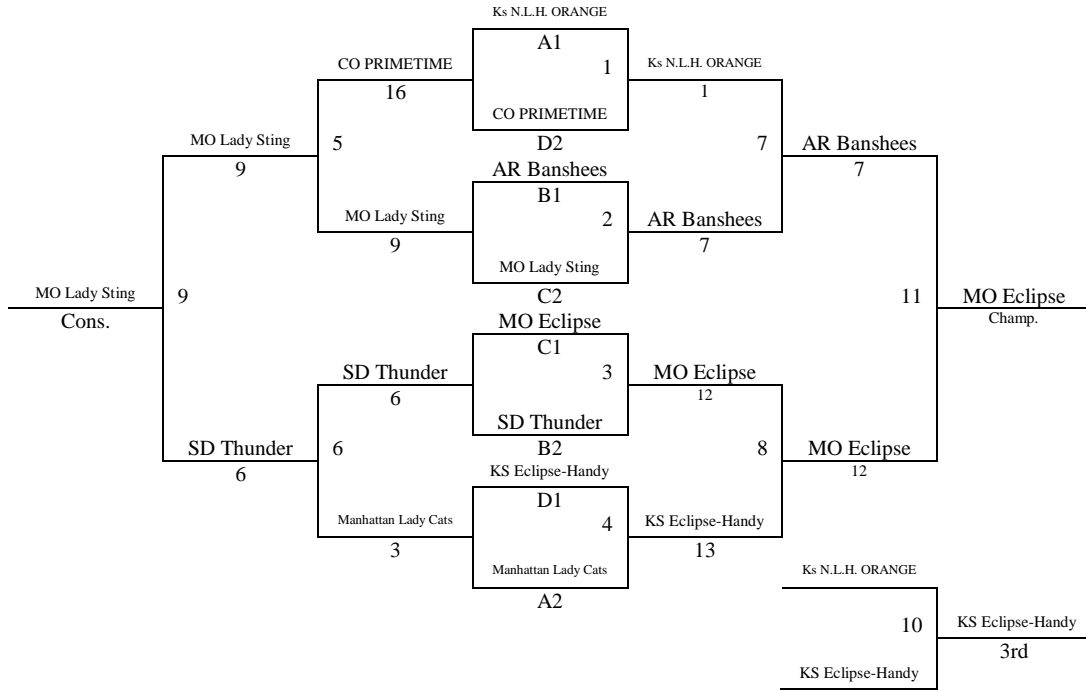 Ks N.L.H. ORANGE
A1
CO PRIMETIME 1 Ks N.L.H. ORANGE
16 1
CO PRIMETIME
MO Lady Sting 5 D2 7 AR Banshees
9 AR Banshees 7
B1
MO Lady Sting 2 AR Banshees
9 7
MO Lady Sting
MO Lady Sting 9 C2 11 MO Eclipse
Cons. MO Eclipse Champ.
C1
SD Thunder 3 MO Eclipse
6 12
SD Thunder
SD Thunder 6 B2 8 MO Eclipse
6 KS Eclipse-Handy 12
D1
Manhattan Lady Cats 4 KS Eclipse-Handy
3 13
Manhattan Lady Cats Ks N.L.H. ORANGE
A2
10 KS Eclipse-Handy
3rd
KS Eclipse-Handy